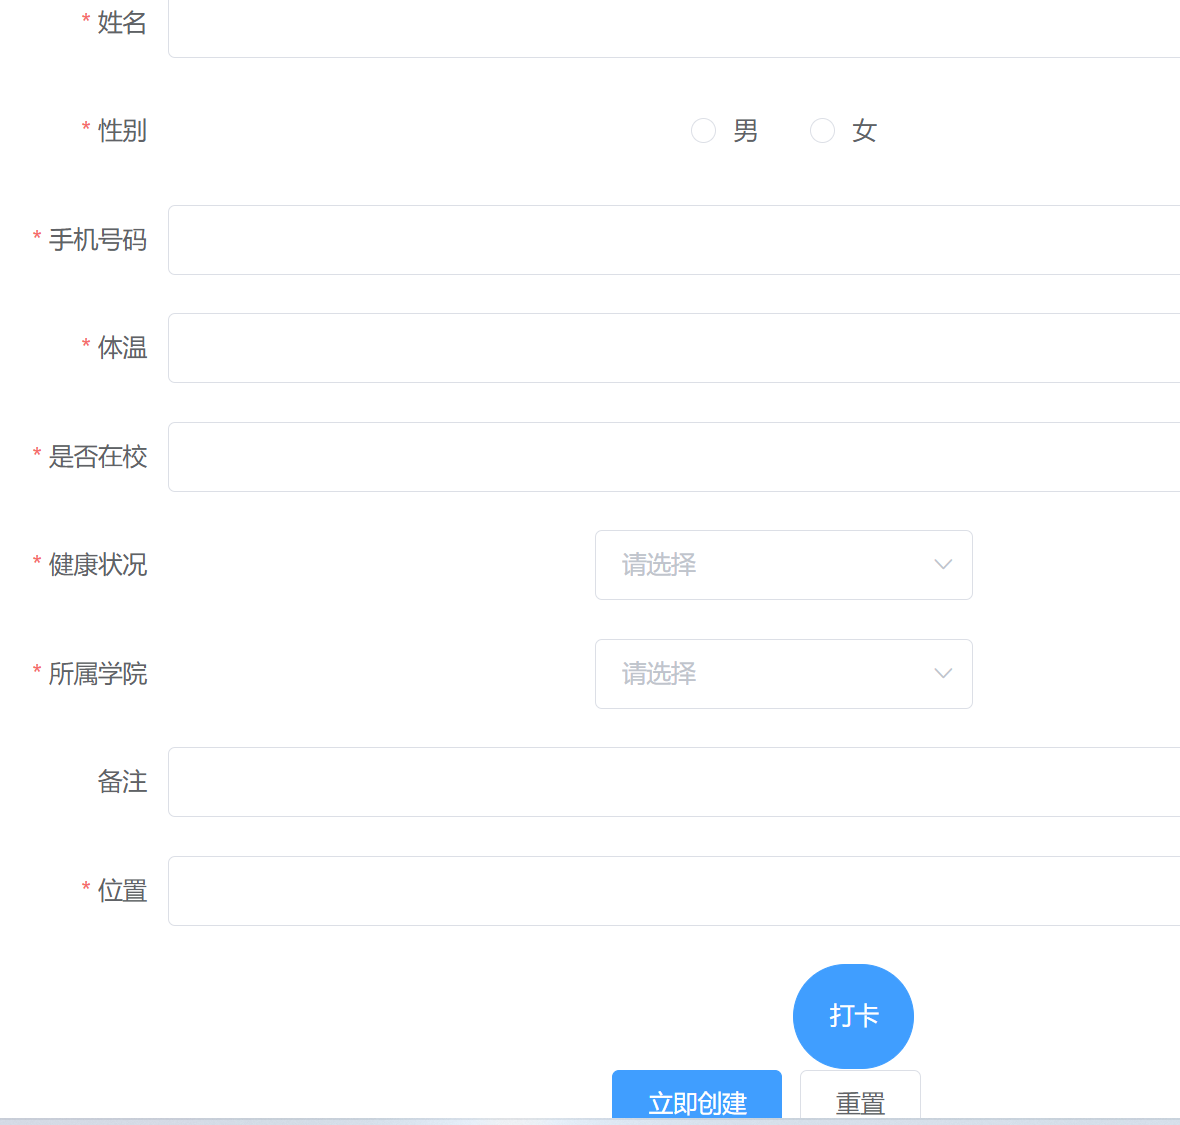 * 姓名
* 性别 男 女
* 手机号码
* 体温
* 是否在校
* 健康状况 请选择
* 所属学院 请选择
备注
* 位置
打卡
立即创建 重置